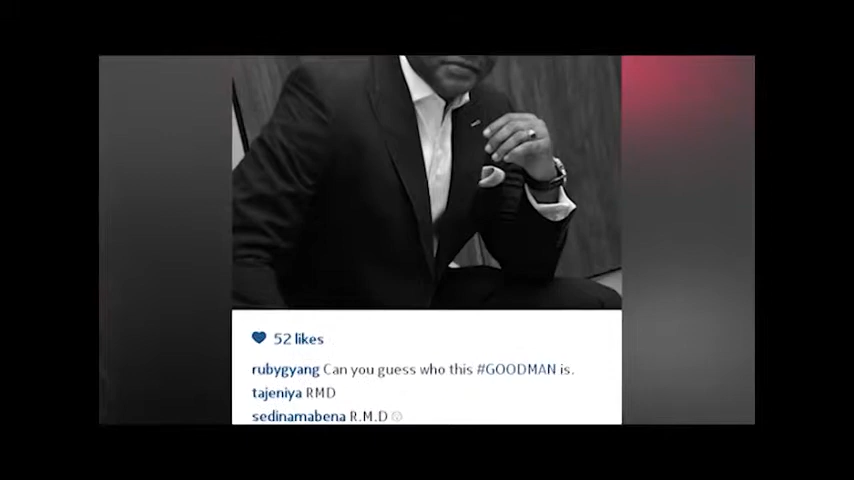 52 likes
rubygyang Can you guess who this #GOODMAN is.
tajeniya RMD
sedinamabena R.M.D